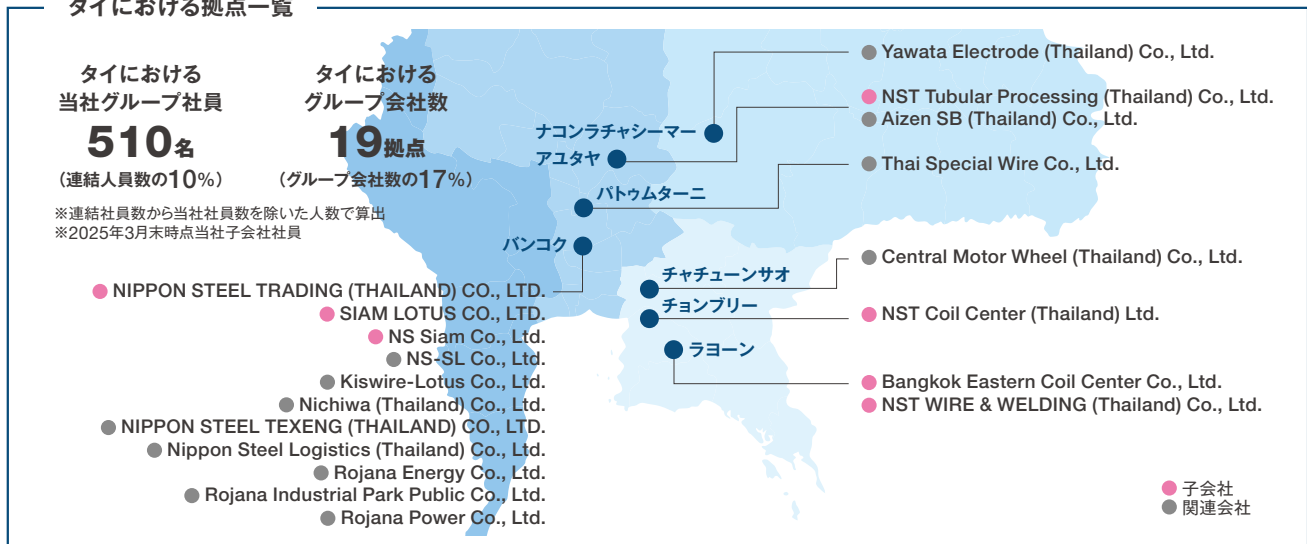 タイにおける拠点一覧
タイにおける
当社グループ社員
510名
（連結人員数の10%）
タイにおける
グループ会社数
19拠点
（グループ会社数の17%）
※連結社員数から当社社員数を除いた人数で算出
※2025年3月末時点当社子会社社員
ナコンラチャシーマー
Yawata Electrode (Thailand) Co., Ltd.
アユタヤ
NST Tubular Processing (Thailand) Co., Ltd.
Aizen SB (Thailand) Co., Ltd.
パトゥムターニ
Thai Special Wire Co., Ltd.
バンコク
NIPPON STEEL TRADING (THAILAND) CO., LTD.
SIAM LOTUS CO., LTD.
NS Siam Co., Ltd.
NS-SL Co., Ltd.
Kiswire-Lotus Co., Ltd.
Nichiwa (Thailand) Co., Ltd.
NIPPON STEEL TEXENG (THAILAND) CO., LTD.
Nippon Steel Logistics (Thailand) Co., Ltd.
Rojana Energy Co., Ltd.
Rojana Industrial Park Public Co., Ltd.
Rojana Power Co., Ltd.
チャチューンサオ
Central Motor Wheel (Thailand) Co., Ltd.
チョンブリー
NST Coil Center (Thailand) Ltd.
ラヨーン
Bangkok Eastern Coil Center Co., Ltd.
NST WIRE & WELDING (Thailand) Co., Ltd.
子会社
関連会社